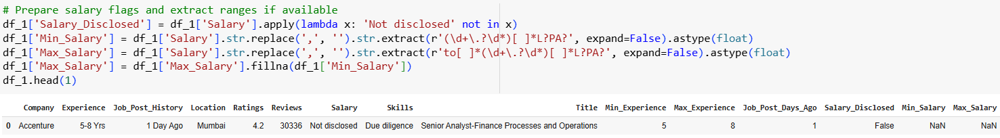 # Prepare salary flags and extract ranges if available
df_1['Salary_Disclosed'] = df_1['Salary'].apply(lambda x: 'Not disclosed' not in x)
df_1['Min_Salary'] = df_1['Salary'].str.replace(',', '').str.extract(r'(\d+\.?\d*)[ ]*L?PA?', expand=False).astype(float)
df_1['Max_Salary'] = df_1['Salary'].str.replace(',', '').str.extract(r'to[ ]*(\d+\.?\d*)[ ]*L?PA?', expand=False).astype(float)
df_1['Max_Salary'] = df_1['Max_Salary'].fillna(df_1['Min_Salary'])
df_1.head(1)
Company Experience Job_Post_History Location Ratings Reviews Salary Skills Title Min_Experience Max_Experience Job_Post_Days_Ago Salary_Disclosed Min_Salary Max_Salary
0 Accenture 5-8 Yrs 1 Day Ago Mumbai 4.2 30336 Not disclosed Due diligence Senior Analyst-Finance Processes and Operations 5 8 1 False NaN NaN